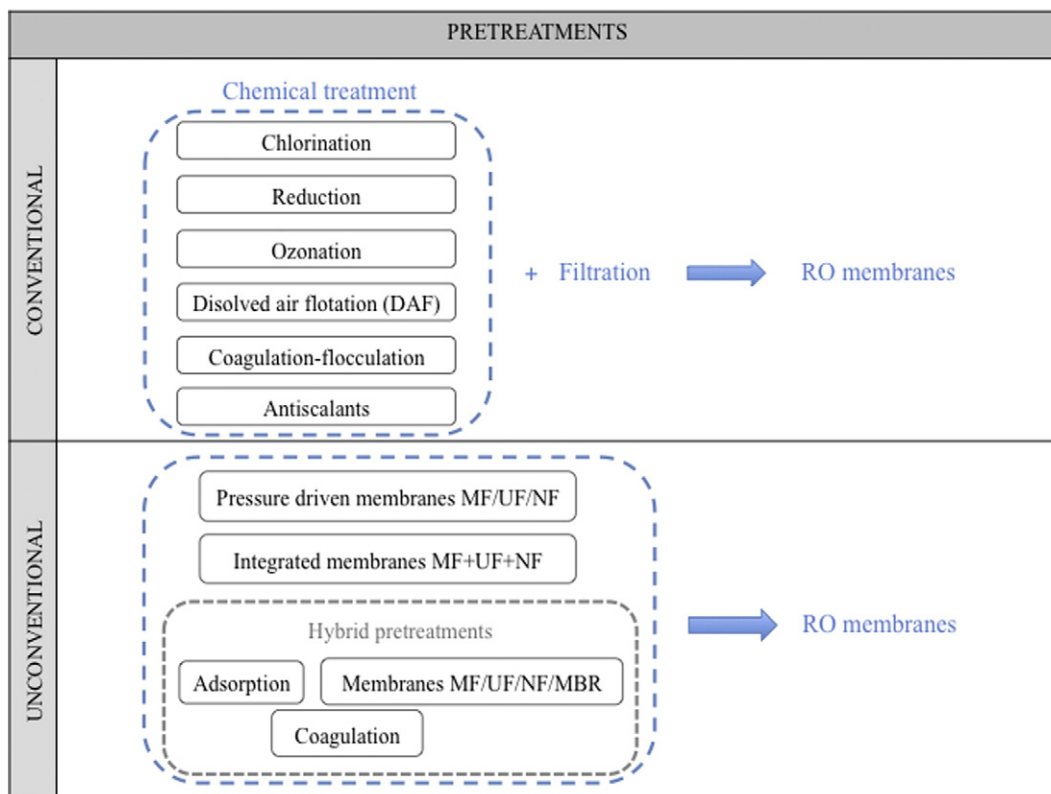 PRETREATMENTS
CONVENTIONAL
Chemical treatment
Chlorination
Reduction
Ozonation
Disolved air flotation (DAF)
Coagulation-flocculation
Antiscalants
+ Filtration
RO membranes
UNCONVENTIONAL
Pressure driven membranes MF/UF/NF
Integrated membranes MF+UF+NF
Hybrid pretreatments
Adsorption
Membranes MF/UF/NF/MBR
Coagulation
RO membranes